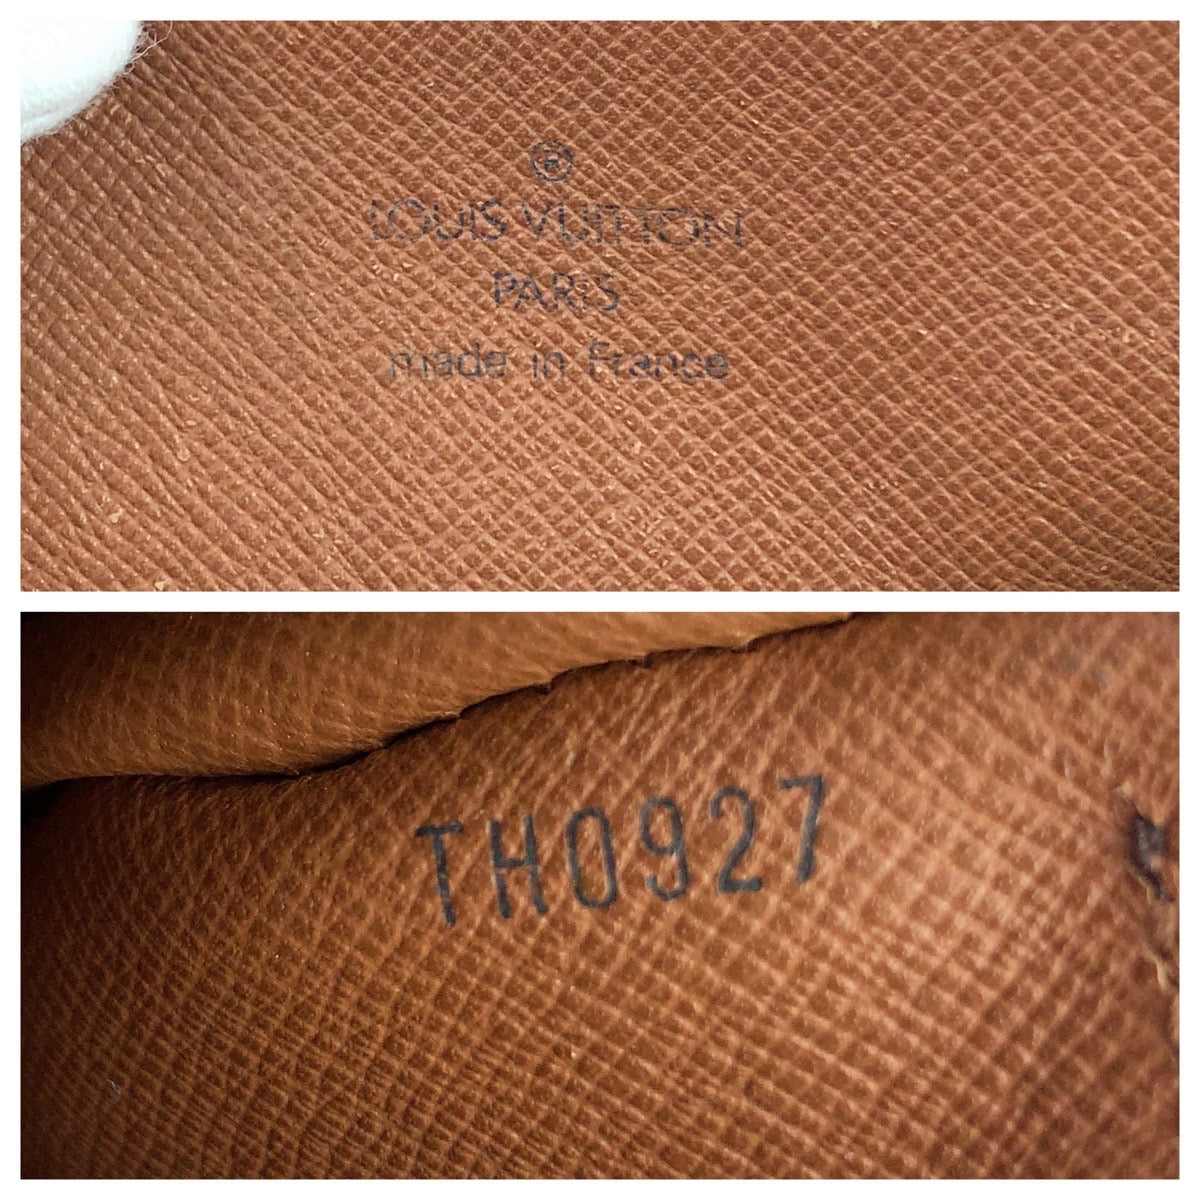 ®
LOUIS VUITTON
PARIS
made in France
TH0927